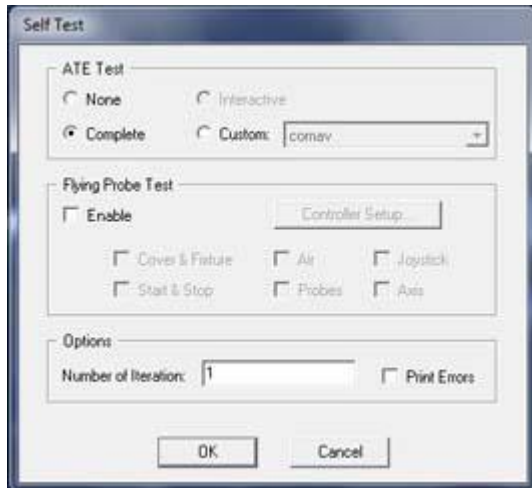 Self Test
ATE Test
None
Interactive
Complete
Custom:
comav
Flying Probe Test
Enable
Controller Setup...
Cover & Fixture
Air
Joystick
Start & Stop
Probes
Axis
Options
Number of Iteration:
1
Print Errors
OK
Cancel